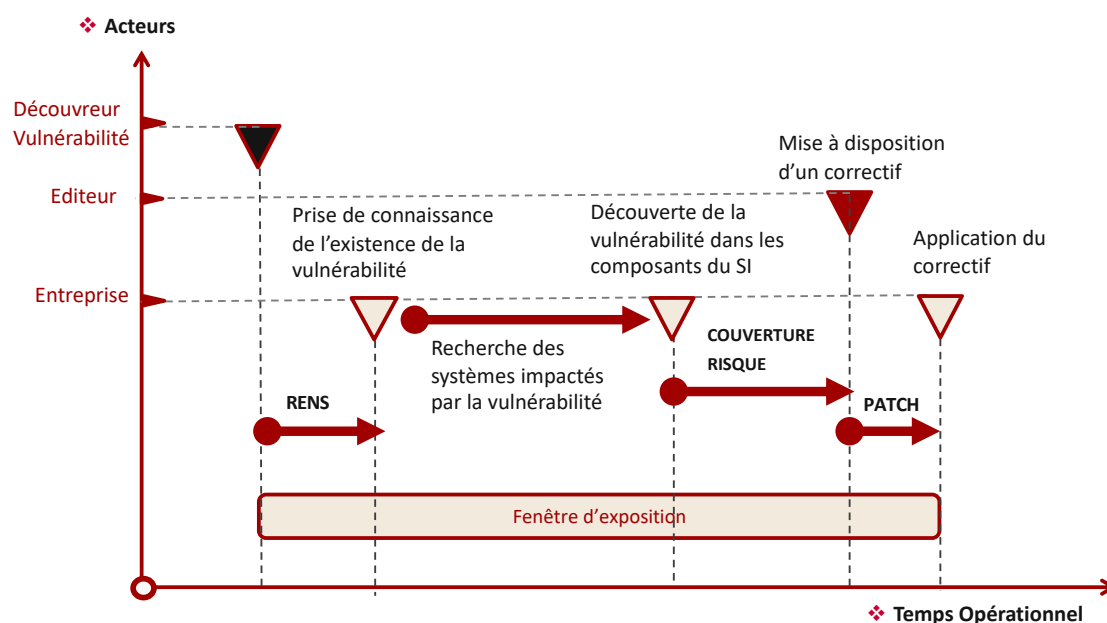 ❖ Acteurs
Découvreur
Vulnérabilité
Mise à disposition
d’un correctif
Editeur
Prise de connaissance
de l’existence de la
vulnérabilité
Découverte de la
vulnérabilité dans les
composants du SI
Application du
correctif
Entreprise
Recherche des
systèmes impactés
par la vulnérabilité
COUVERTURE
RISQUE
RENS
PATCH
Fenêtre d’exposition
❖ Temps Opérationnel